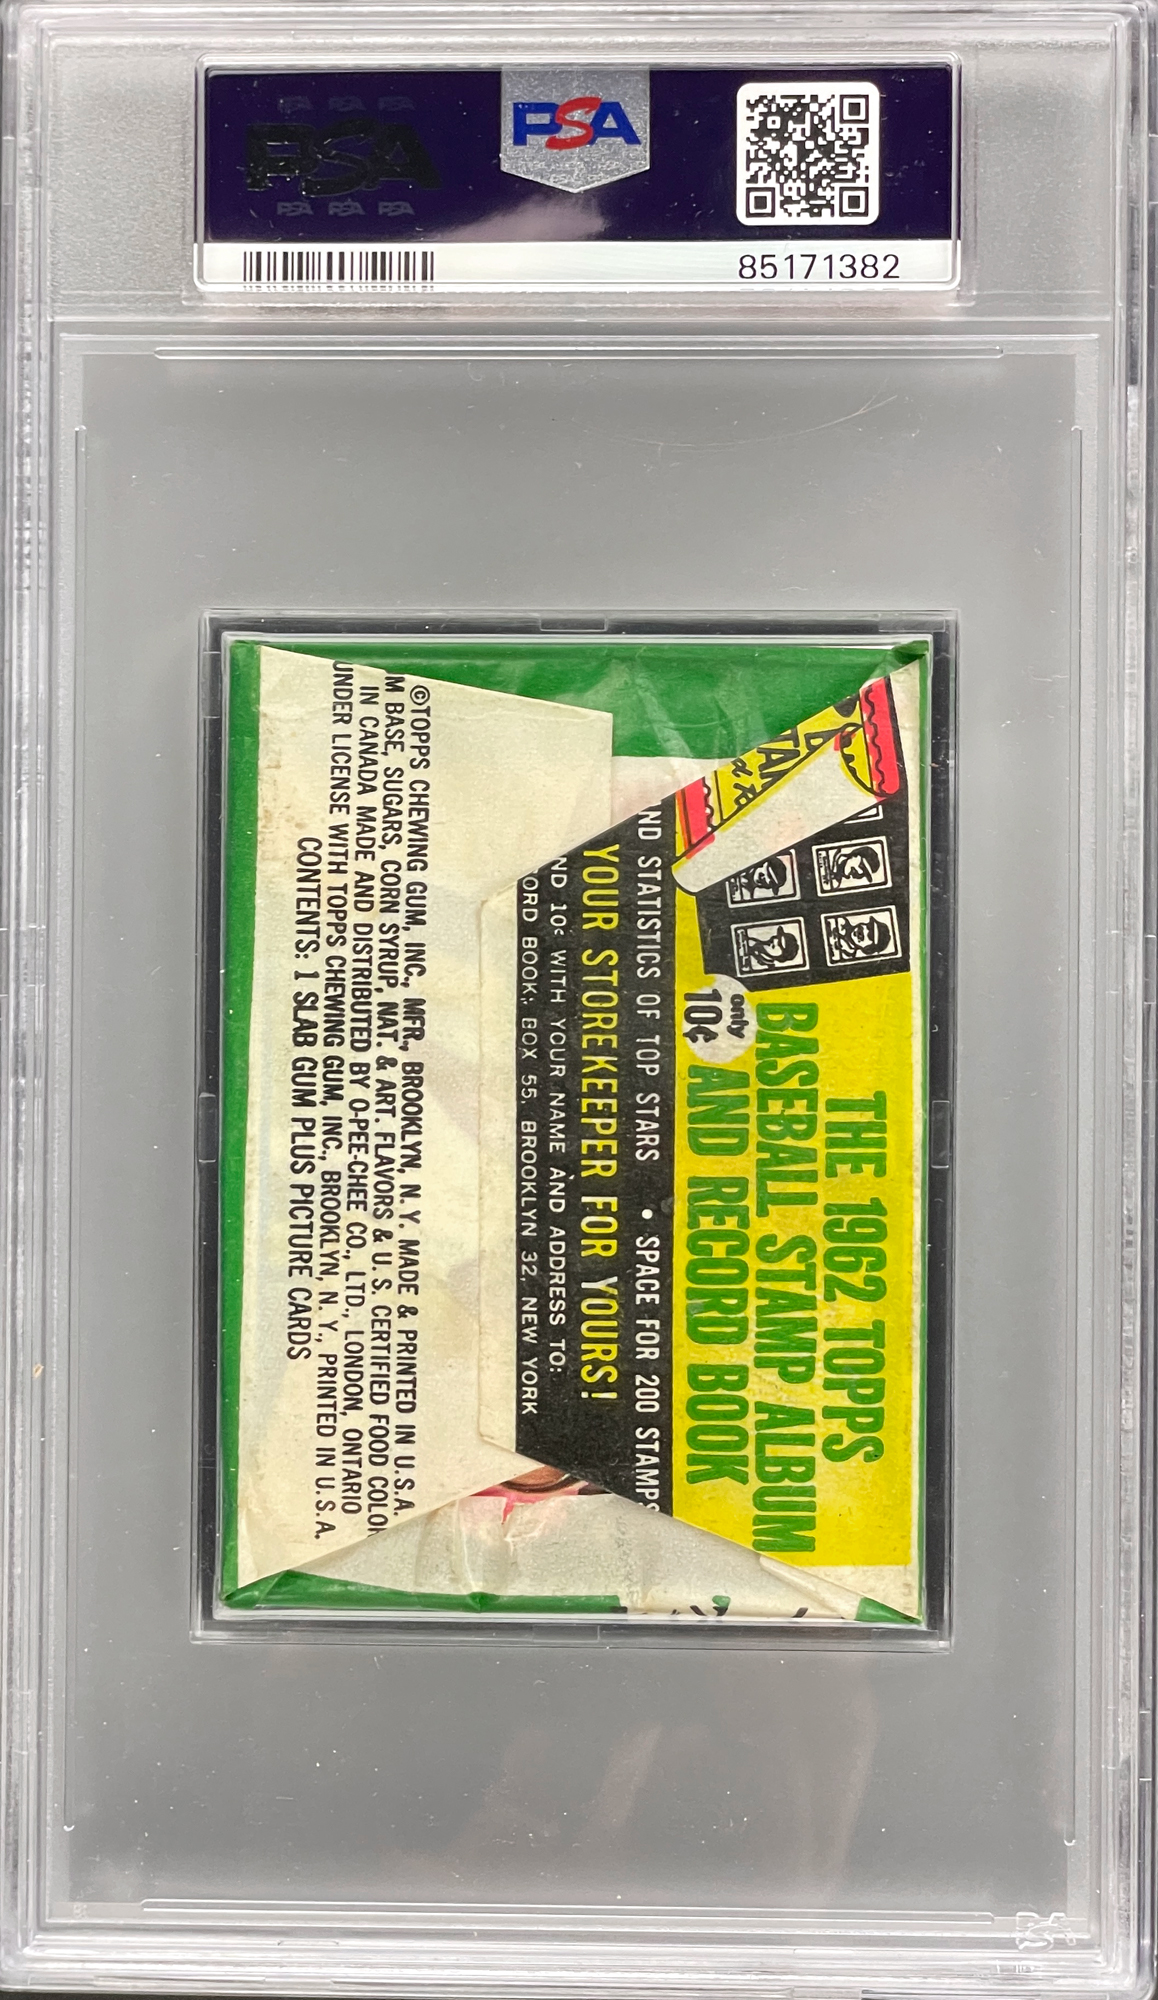 PSA
85171382
THE 1962 TOPPS
BASEBALL STAMP ALBUM
AND RECORD BOOK
only
10¢
ND STATISTICS OF TOP STARS • SPACE FOR 200 STAMPS
YOUR STOREKEEPER FOR YOURS!
ND 10¢ WITH YOUR NAME AND ADDRESS TO:
ORD BOOK, BOX 55, BROOKLYN 32, NEW YORK
©TOPPS CHEWING GUM, INC., MFR., BROOKLYN, N. Y. MADE & PRINTED IN U.S.A.
M BASE, SUGARS, CORN SYRUP, NAT. & ART. FLAVORS & U.S. CERTIFIED FOOD COLOR
IN CANADA MADE AND DISTRIBUTED BY O-PEE-CHEE CO., LTD., LONDON, ONTARIO
UNDER LICENSE WITH TOPPS CHEWING GUM, INC., BROOKLYN, N. Y., PRINTED IN U.S.A.
CONTENTS: 1 SLAB GUM PLUS PICTURE CARDS